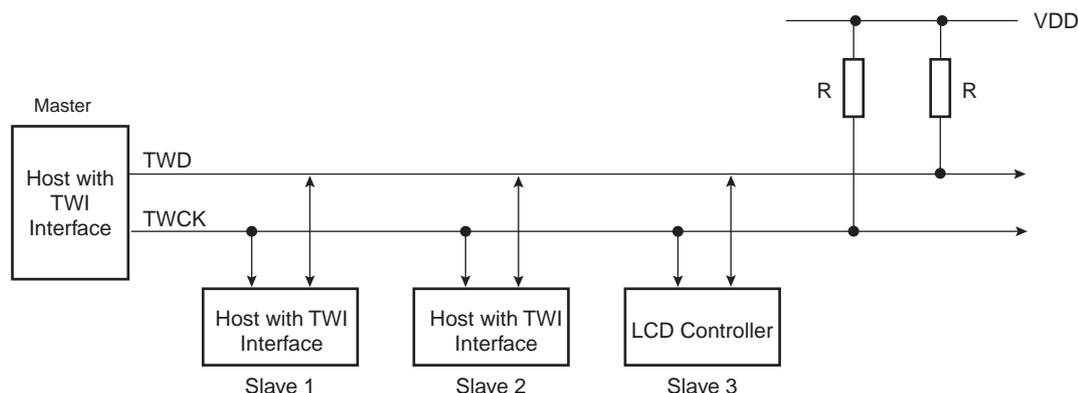 VDD
R
R
Master
Host with
TWI
Interface
TWD
TWCK
Host with TWI
Interface
Slave 1
Host with TWI
Interface
Slave 2
LCD Controller
Slave 3